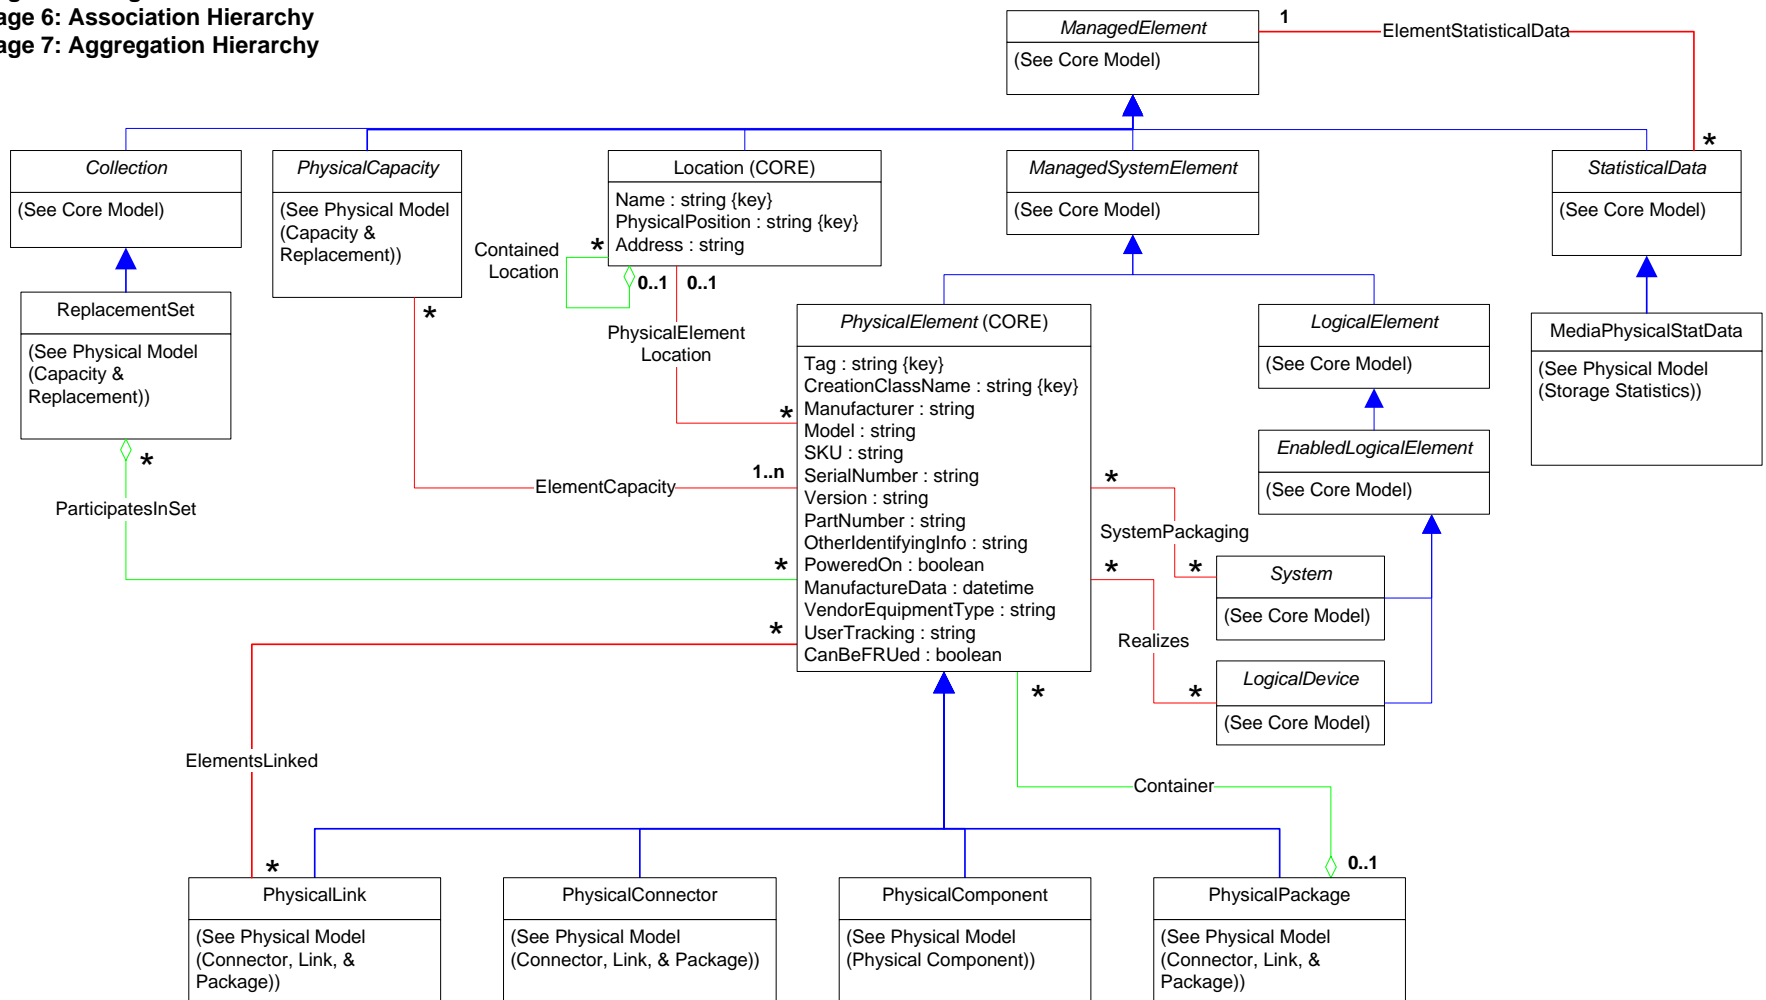 age 6: Association Hierarchy
age 7: Aggregation Hierarchy
ManagedElement
(See Core Model)
1
ElementStatisticalData
*
Collection
(See Core Model)
PhysicalCapacity
(See Physical Model
(Capacity &
Replacement))
Location (CORE)
Name : string {key}
PhysicalPosition : string {key}
Address : string
ManagedSystemElement
(See Core Model)
StatisticalData
(See Core Model)
Contained
Location
*
0..1
0..1
PhysicalElement
Location
*
ReplacementSet
(See Physical Model
(Capacity &
Replacement))
*
ParticipatesInSet
*
*
ElementCapacity
1..n
PhysicalElement (CORE)
Tag : string {key}
CreationClassName : string {key}
Manufacturer : string
Model : string
SKU : string
SerialNumber : string
Version : string
PartNumber : string
OtherIdentifyingInfo : string
PoweredOn : boolean
ManufactureData : datetime
VendorEquipmentType : string
UserTracking : string
CanBeFRUed : boolean
LogicalElement
(See Core Model)
MediaPhysicalStatData
(See Physical Model
(Storage Statistics))
EnabledLogicalElement
(See Core Model)
*
SystemPackaging
*
System
(See Core Model)
*
Realizes
*
LogicalDevice
(See Core Model)
*
ElementsLinked
*
*
Container
0..1
PhysicalLink
(See Physical Model
(Connector, Link, &
Package))
PhysicalConnector
(See Physical Model
(Connector, Link, & Package))
PhysicalComponent
(See Physical Model
(Physical Component))
PhysicalPackage
(See Physical Model
(Connector, Link, &
Package))